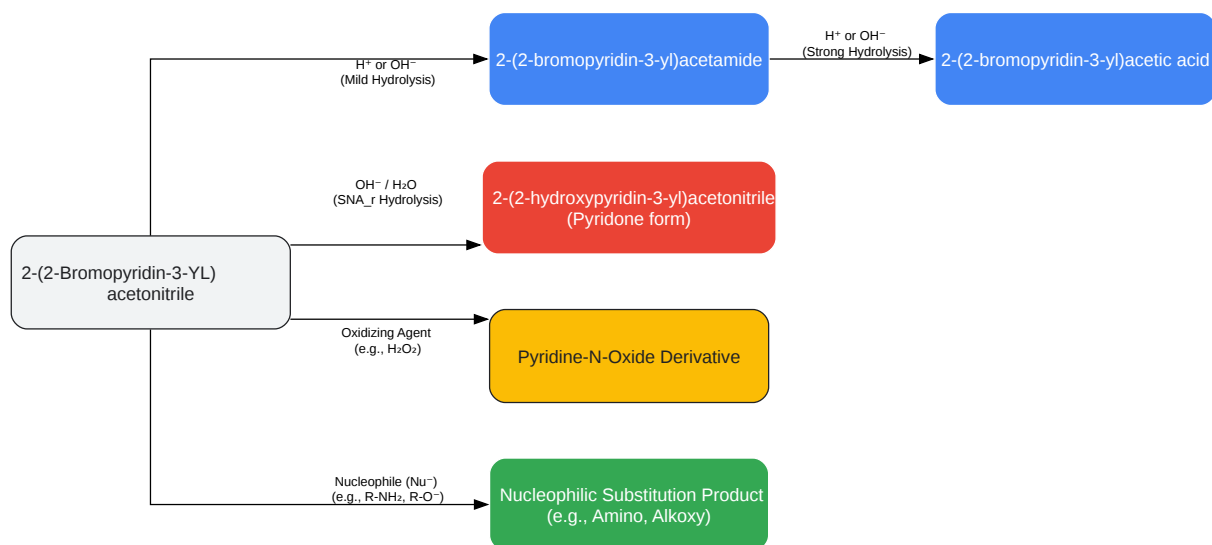 H⁺ or OH⁻
(Mild Hydrolysis)
2-(2-bromopyridin-3-yl)acetamide
H⁺ or OH⁻
(Strong Hydrolysis)
2-(2-bromopyridin-3-yl)acetic acid
OH⁻ / H₂O
(SNA_r Hydrolysis)
2-(2-hydroxypyridin-3-yl)acetonitrile
(Pyridone form)
2-(2-Bromopyridin-3-YL)
acetonitrile
Oxidizing Agent
(e.g., H₂O₂)
Pyridine-N-Oxide Derivative
Nucleophile (Nu⁻)
(e.g., R-NH₂, R-O⁻)
Nucleophilic Substitution Product
(e.g., Amino, Alkoxy)